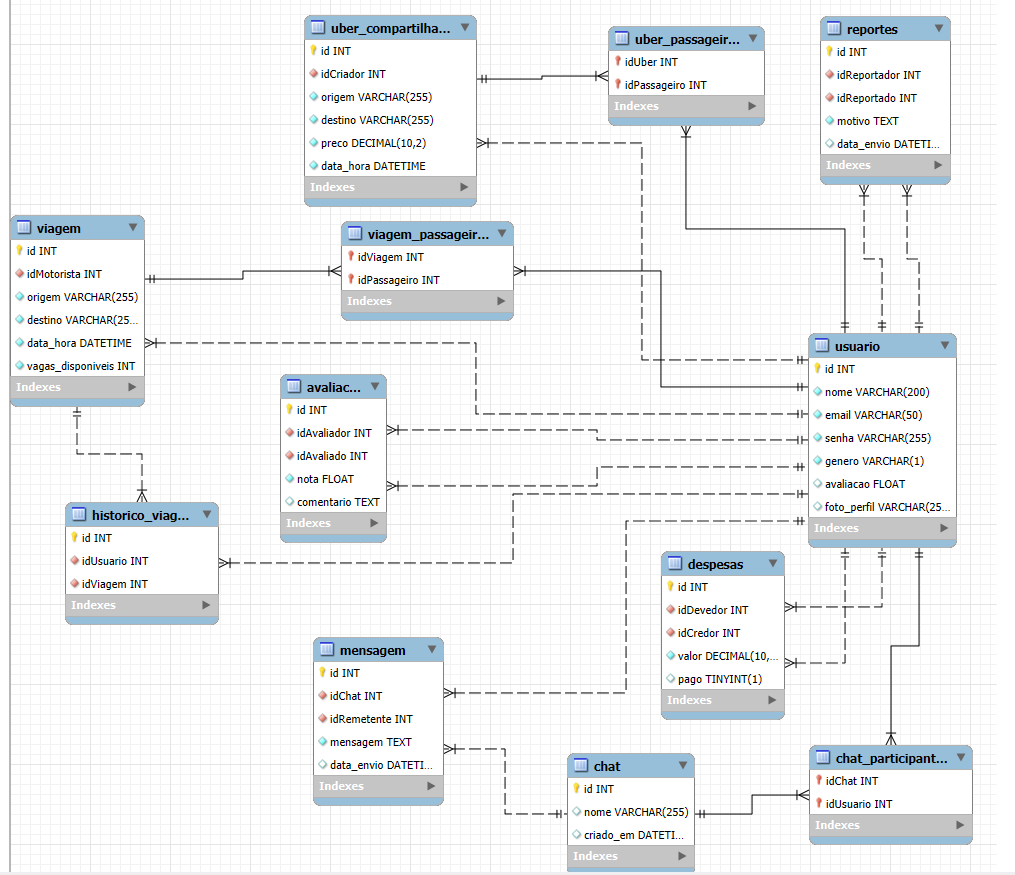 uber_compartilha...
id INT
idCriador INT
origem VARCHAR(255)
destino VARCHAR(255)
preco DECIMAL(10,2)
data_hora DATETIME
Indexes
uber_passageir...
idUber INT
idPassageiro INT
Indexes
reportes
id INT
idReportador INT
idReportado INT
motivo TEXT
data_envio DATETI...
Indexes
viagem
id INT
idMotorista INT
origem VARCHAR(255)
destino VARCHAR(25...
data_hora DATETIME
vagas_disponiveis INT
Indexes
viagem_passageir...
idViagem INT
idPassageiro INT
Indexes
usuario
id INT
nome VARCHAR(200)
email VARCHAR(50)
senha VARCHAR(255)
genero VARCHAR(1)
avaliacao FLOAT
foto_perfil VARCHAR(25...
Indexes
avaliac...
id INT
idAvaliador INT
idAvaliado INT
nota FLOAT
comentario TEXT
Indexes
historico_viag...
id INT
idUsuario INT
idViagem INT
Indexes
despesas
id INT
idDevedor INT
idCredor INT
valor DECIMAL(10,...
pago TINYINT(1)
Indexes
mensagem
id INT
idChat INT
idRemetente INT
mensagem TEXT
data_envio DATETI...
Indexes
chat
id INT
nome VARCHAR(255)
criado_em DATETI...
Indexes
chat_participant...
idChat INT
idUsuario INT
Indexes